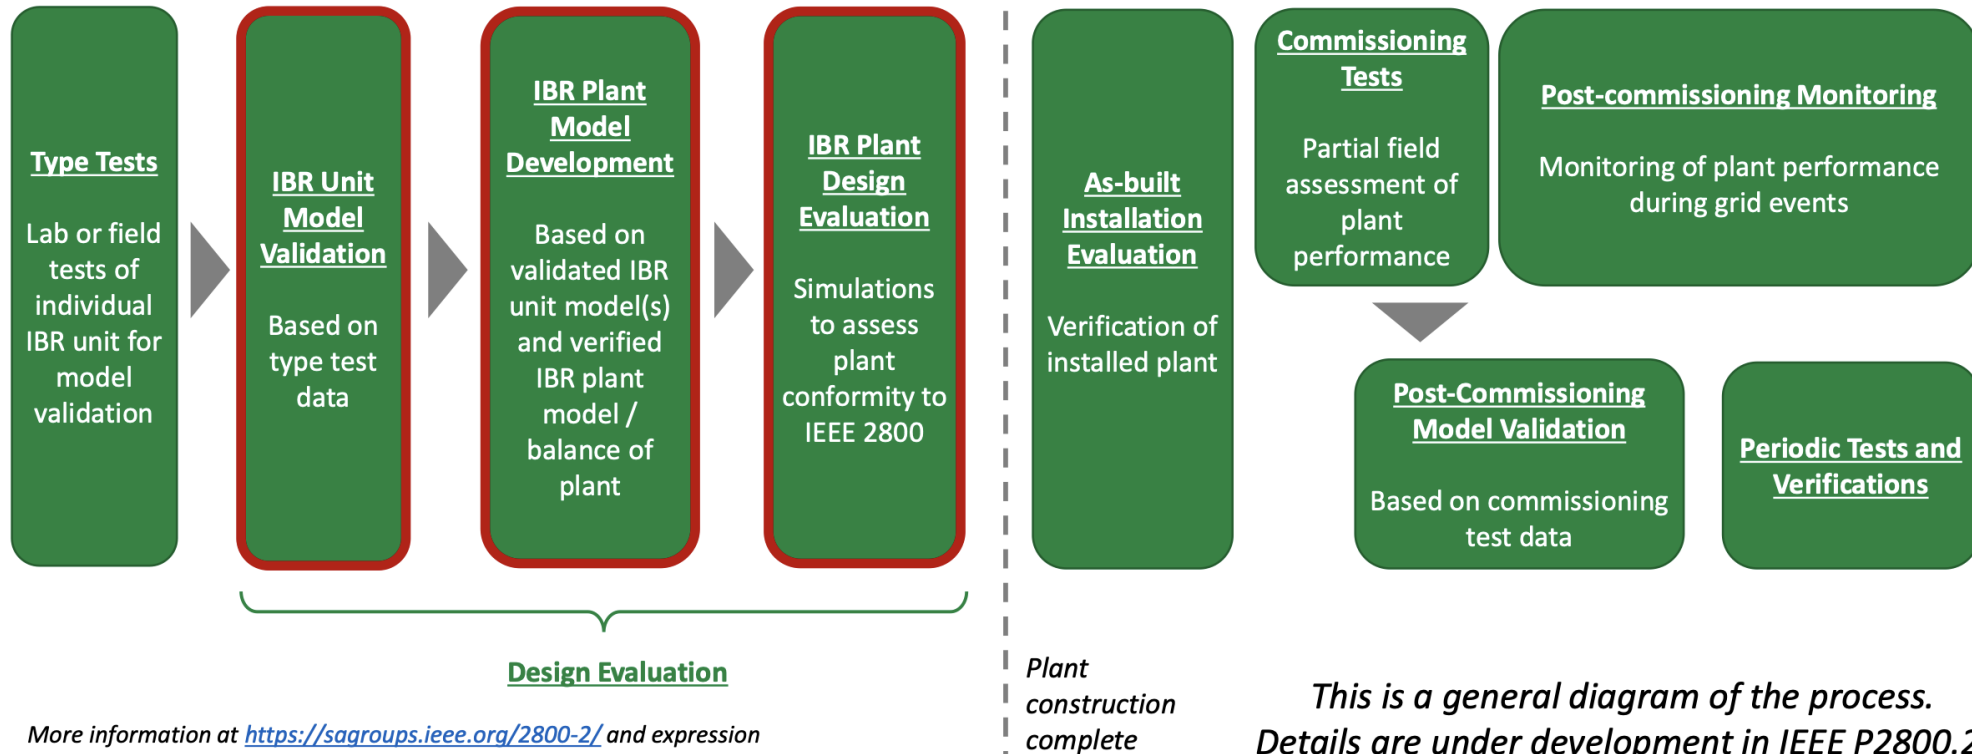 Type Tests
Lab or field
tests of
individual
IBR unit for
model
validation
IBR Unit
Model
Validation
Based on
type test
data
IBR Plant
Model
Development
Based on
validated IBR
unit model(s)
and verified
IBR plant
model /
balance of
plant
IBR Plant
Design
Evaluation
Simulations
to assess
plant
conformity to
IEEE 2800
Design Evaluation
More information at https://sagroups.ieee.org/2800-2/ and expression
As-built
Installation
Evaluation
Verification of
installed plant
Commissioning
Tests
Partial field
assessment of
plant
performance
Post-commissioning Monitoring
Monitoring of plant performance
during grid events
Post-Commissioning
Model Validation
Based on commissioning
test data
Periodic Tests and
Verifications
Plant
construction
complete
This is a general diagram of the process.
Details are under development in IEEE P2800.2